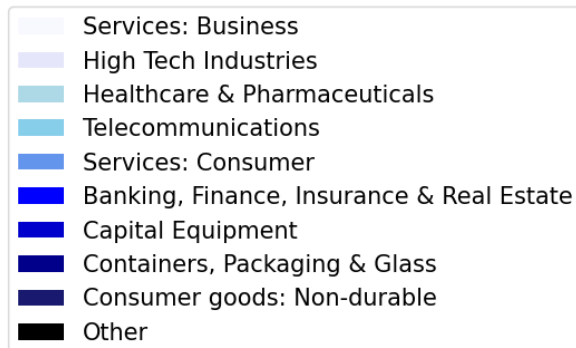 Services: Business
High Tech Industries
Healthcare & Pharmaceuticals
Telecommunications
Services: Consumer
Banking, Finance, Insurance & Real Estate
Capital Equipment
Containers, Packaging & Glass
Consumer goods: Non-durable
Other